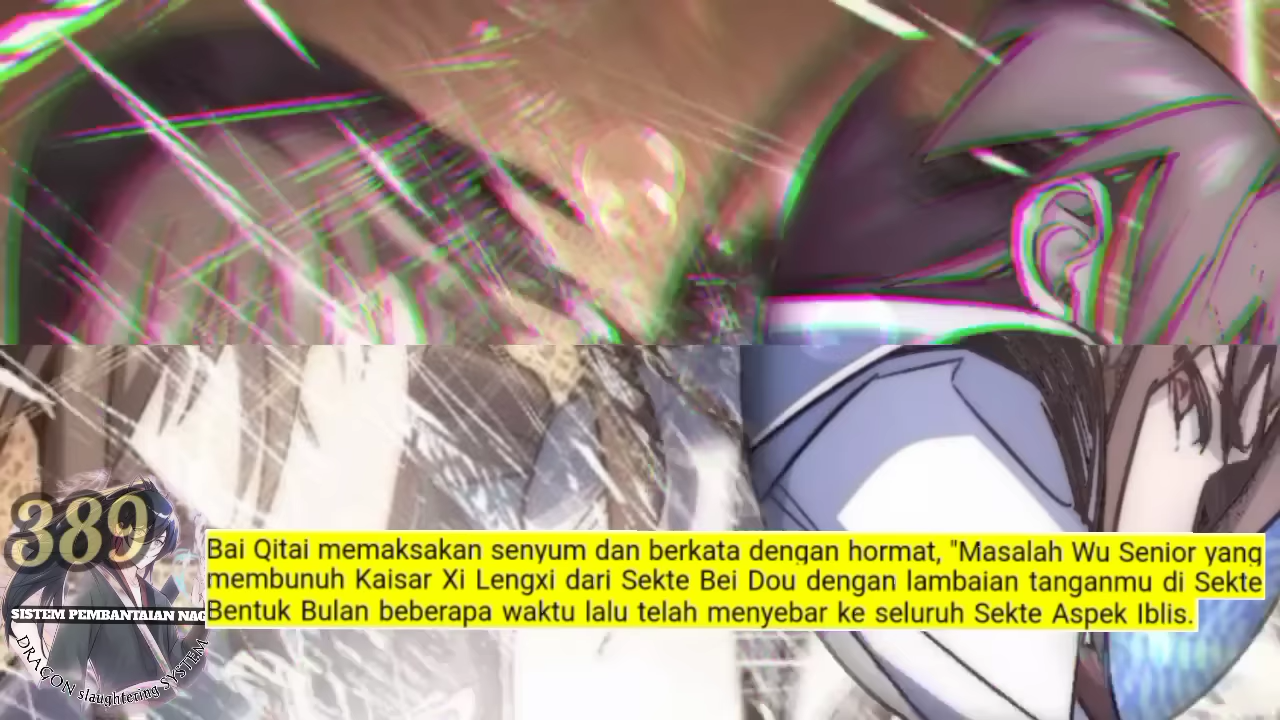 389
SISTEM PEMBANTAIAN NAG
DRAGON slaughtering SYSTEM
Bai Qitai memaksakan senyum dan berkata dengan hormat, "Masalah Wu Senior yang
membunuh Kaisar Xi Lengxi dari Sekte Bei Dou dengan lambaian tanganmu di Sekte
Bentuk Bulan beberapa waktu lalu telah menyebar ke seluruh Sekte Aspek Iblis.